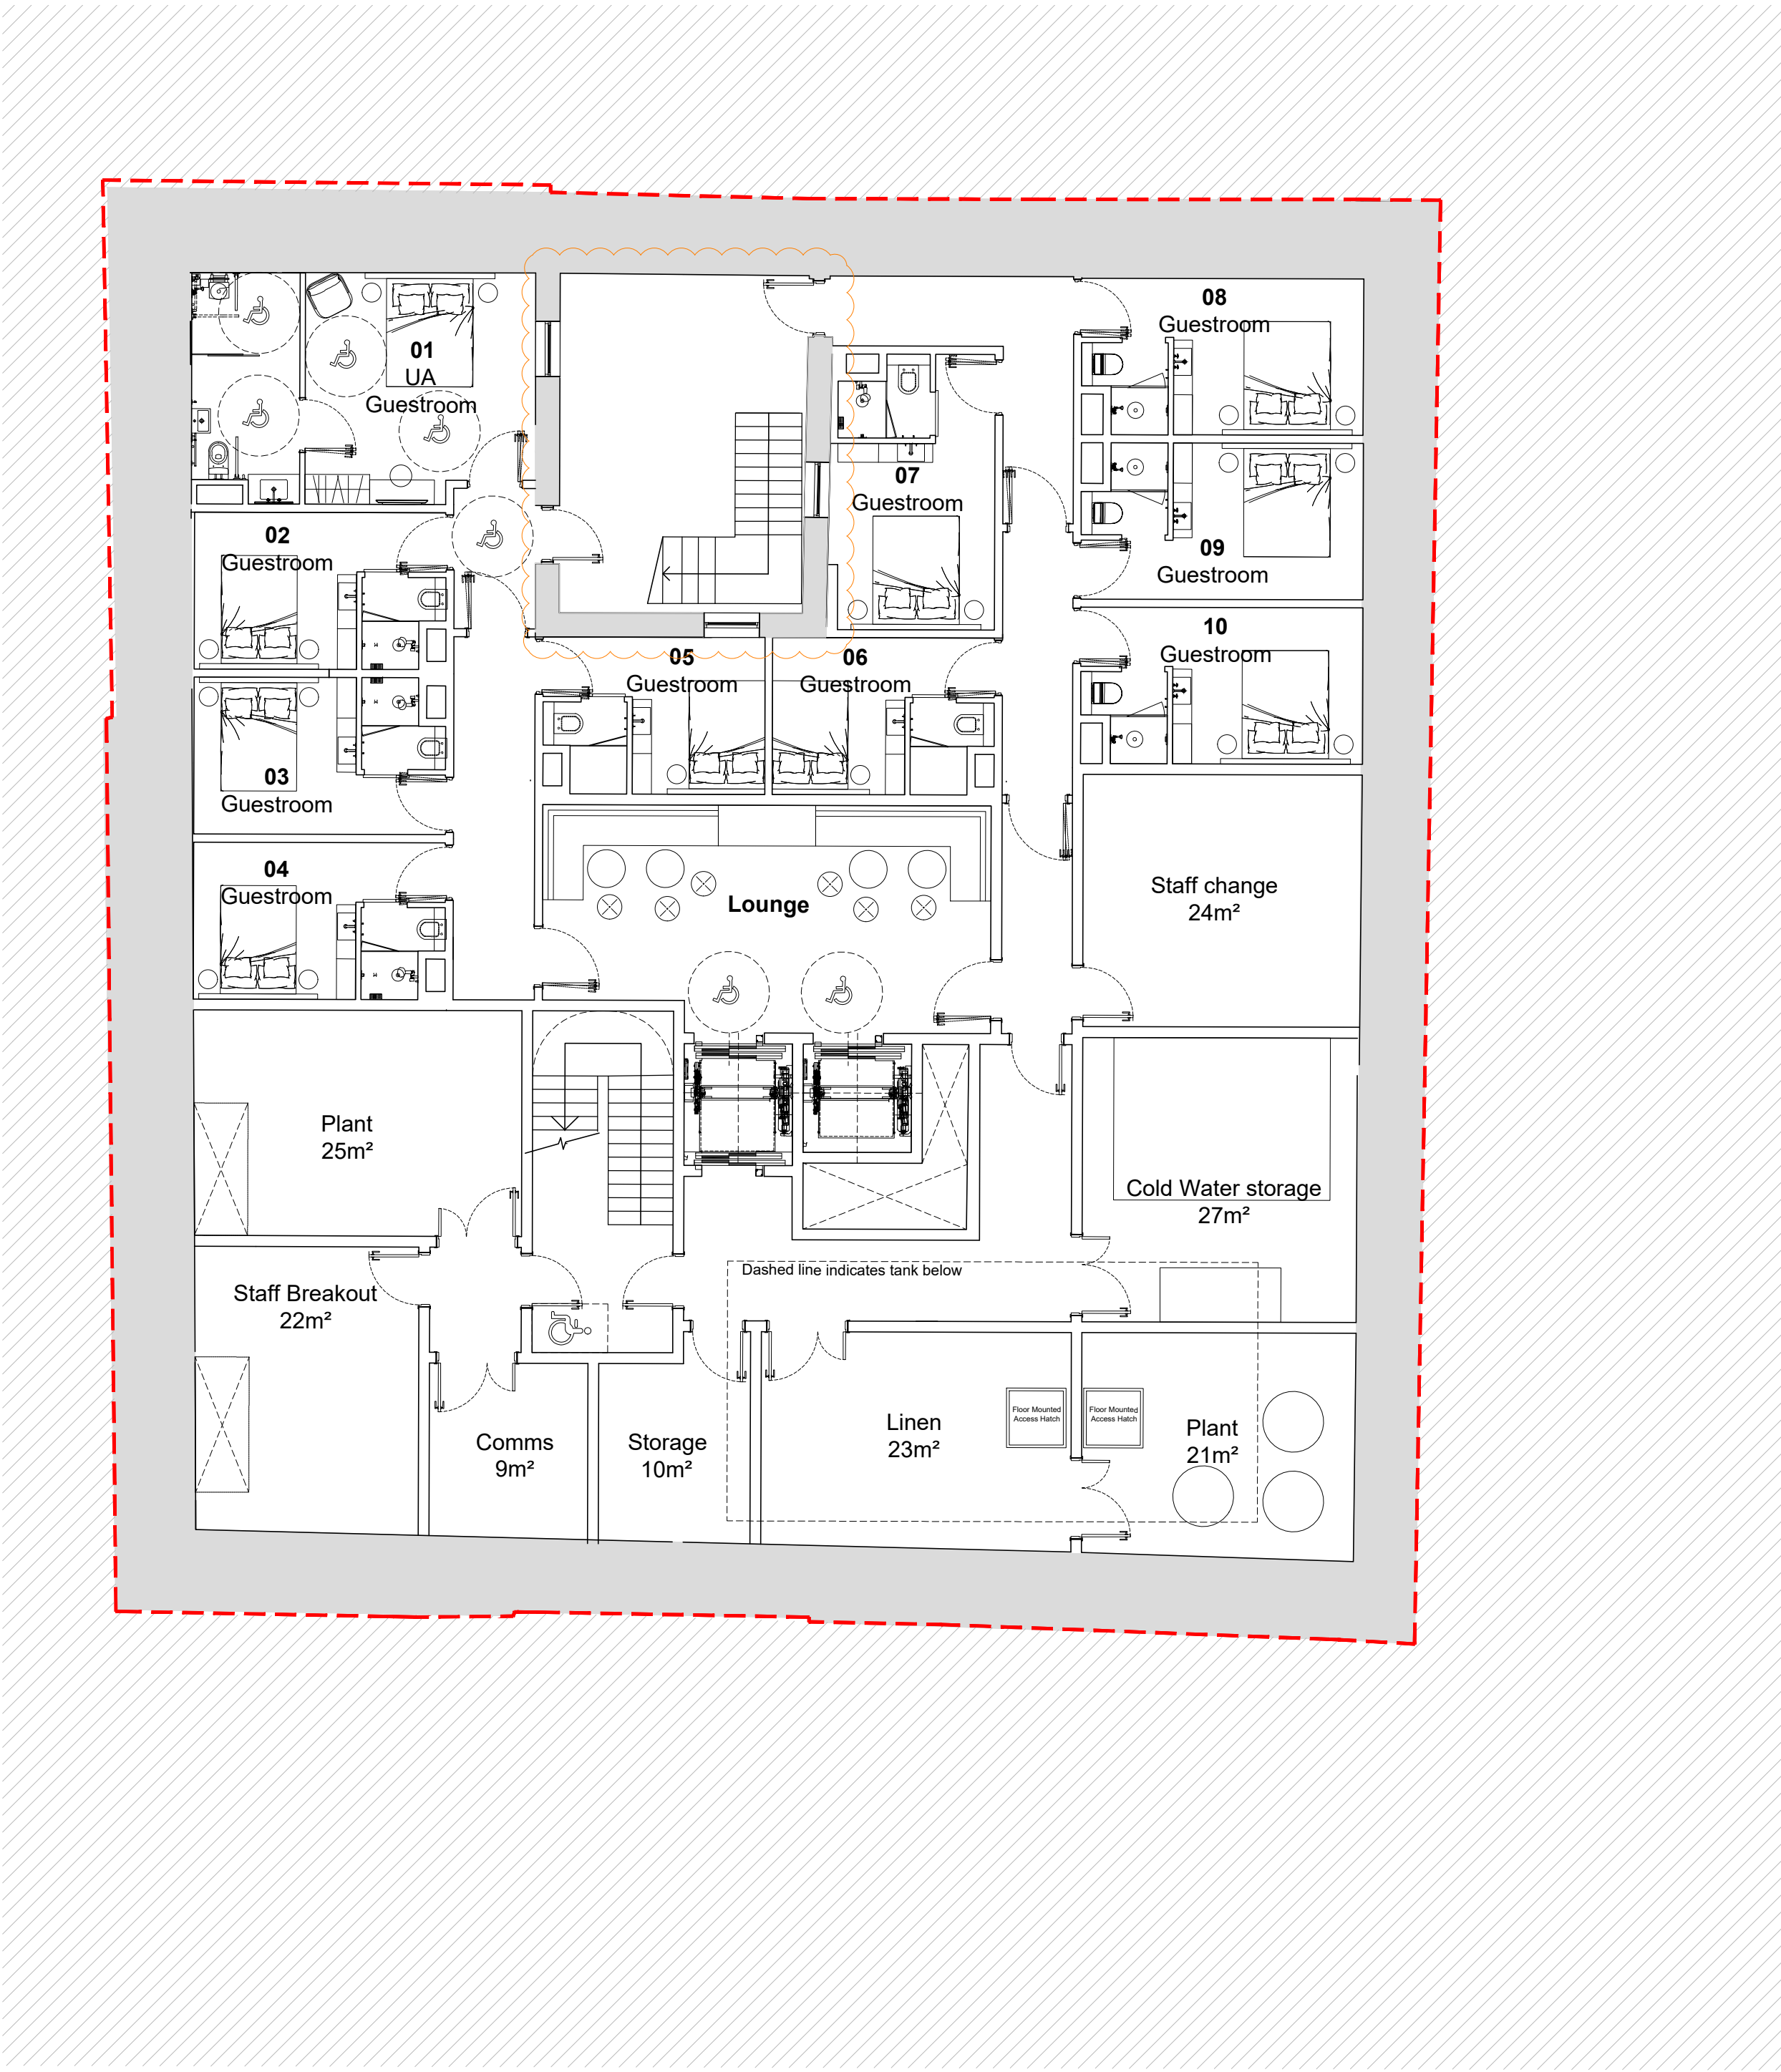 01
UA
Guestroom
08
Guestroom
07
Guestroom
02
Guestroom
09
Guestroom
10
Guestroom
05
Guestroom
06
Guestroom
03
Guestroom
04
Guestroom
Lounge
Staff change
24m²
Plant
25m²
Cold Water storage
27m²
Dashed line indicates tank below
Staff Breakout
22m²
Comms
9m²
Storage
10m²
Linen
23m²
Floor Mounted
Access Hatch
Floor Mounted
Access Hatch
Plant
21m²